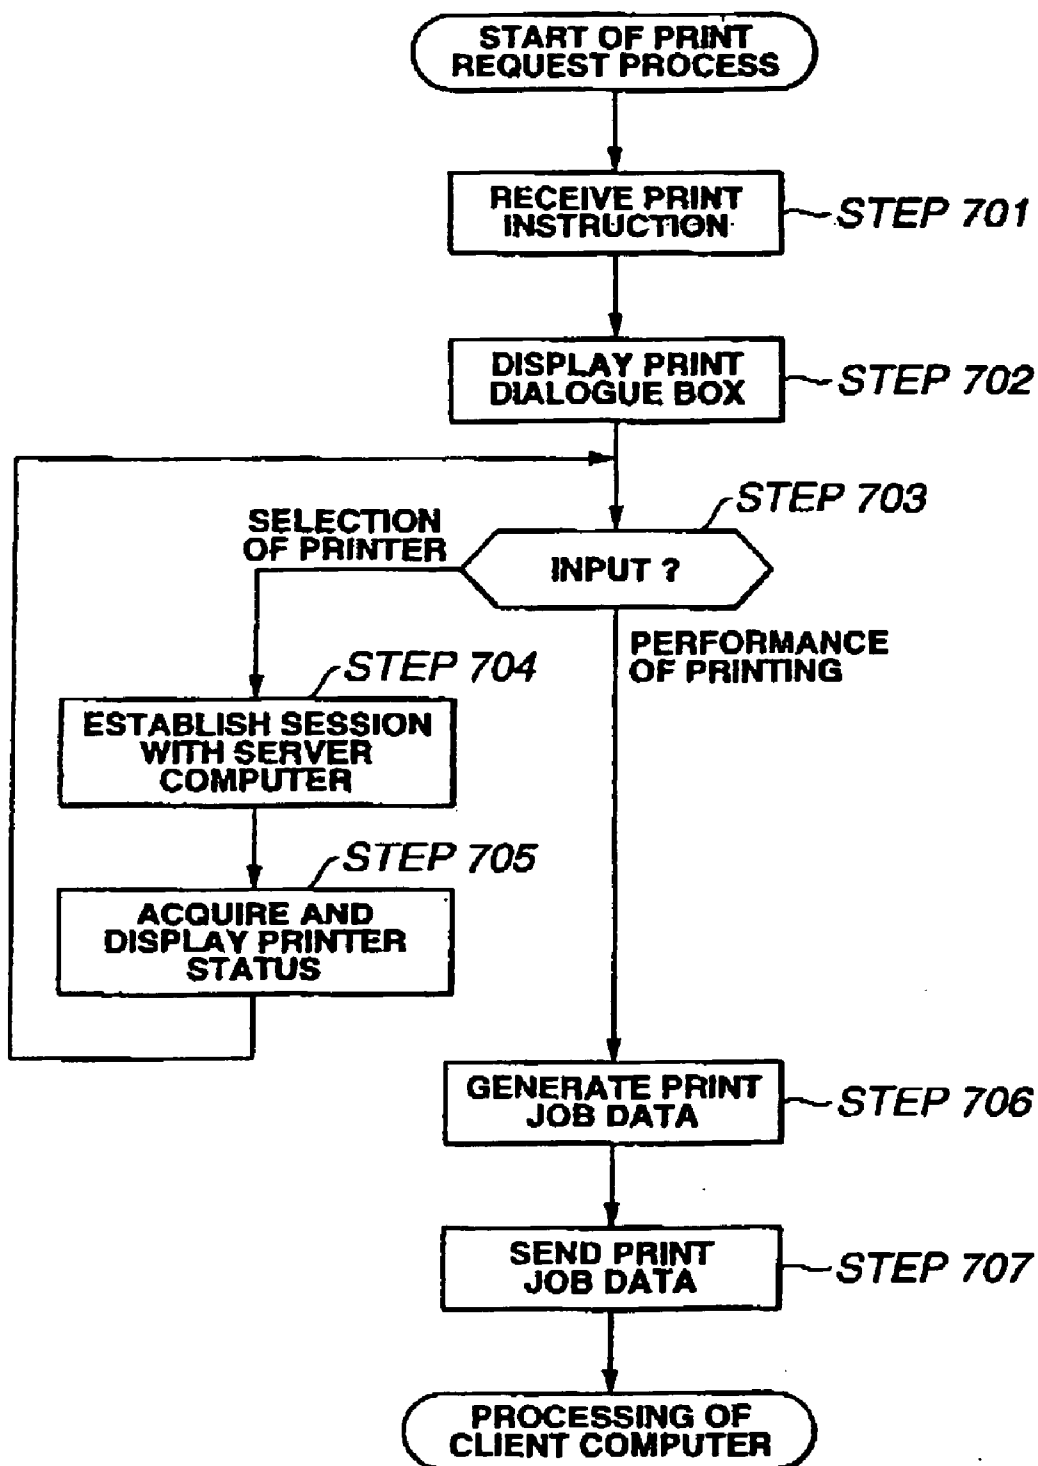 START OF PRINT
REQUEST PROCESS
RECEIVE PRINT
INSTRUCTION
STEP 701
DISPLAY PRINT
DIALOGUE BOX
STEP 702
STEP 703
SELECTION
OF PRINTER
INPUT ?
PERFORMANCE
OF PRINTING
STEP 704
ESTABLISH SESSION
WITH SERVER
COMPUTER
STEP 705
ACQUIRE AND
DISPLAY PRINTER
STATUS
GENERATE PRINT
JOB DATA
STEP 706
SEND PRINT
JOB DATA
STEP 707
PROCESSING OF
CLIENT COMPUTER